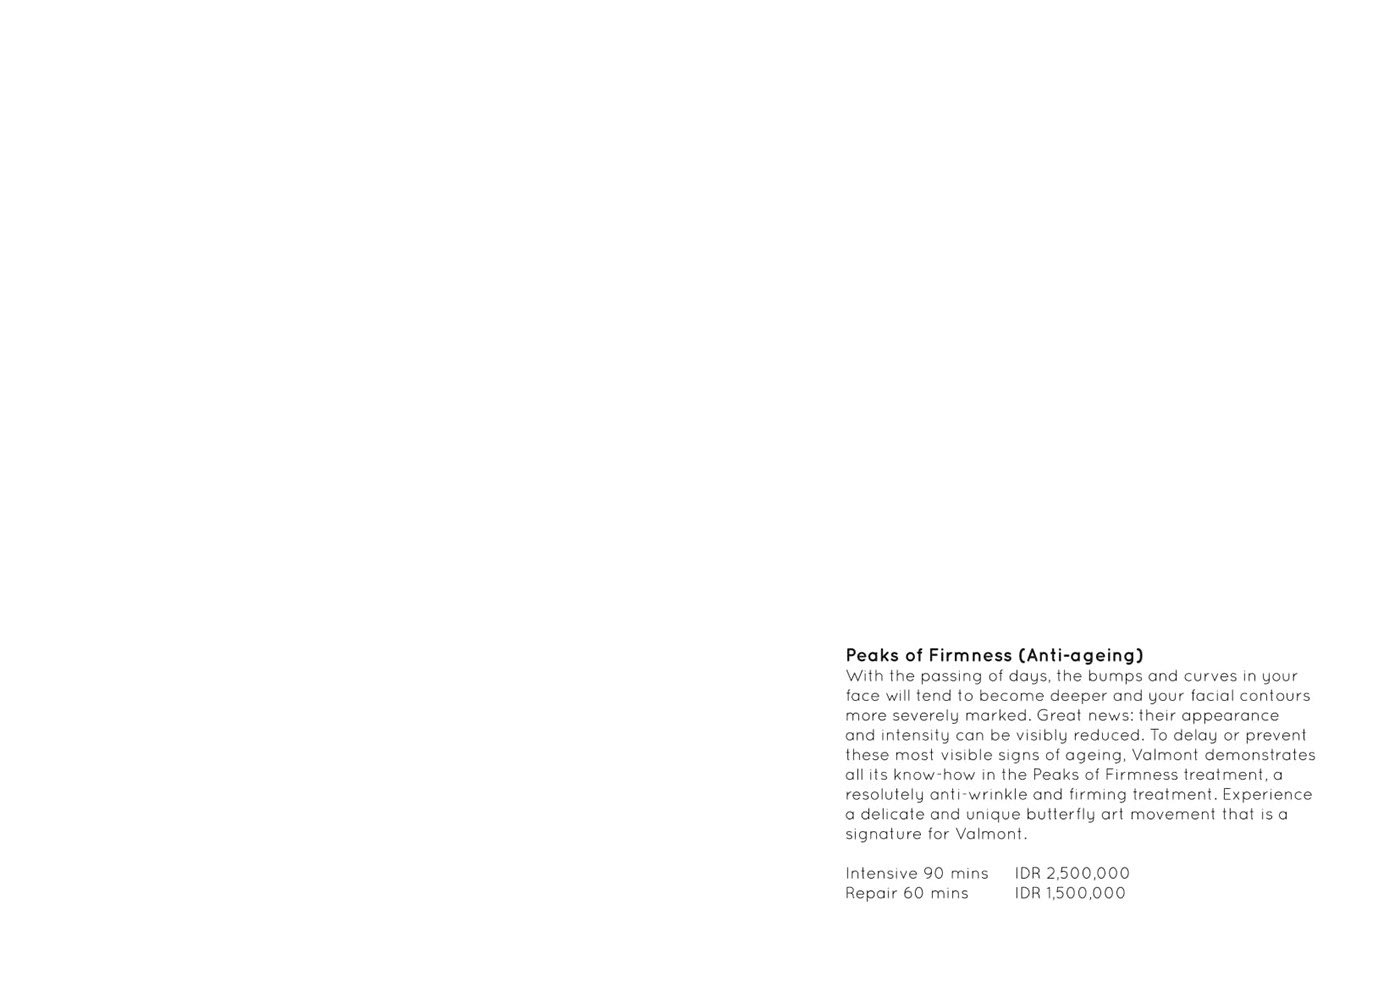 Peaks of Firmness (Anti-ageing)
With the passing of days, the bumps and curves in your
face will tend to become deeper and your facial contours
more severely marked. Great news: their appearance
and intensity can be visibly reduced. To delay or prevent
these most visible signs of ageing, Valmont demonstrates
all its know-how in the Peaks of Firmness treatment, a
resolutely anti-wrinkle and firming treatment. Experience
a delicate and unique butterfly art movement that is a
signature for Valmont.
Intensive 90 mins IDR 2,500,000
Repair 60 mins IDR 1,500,000